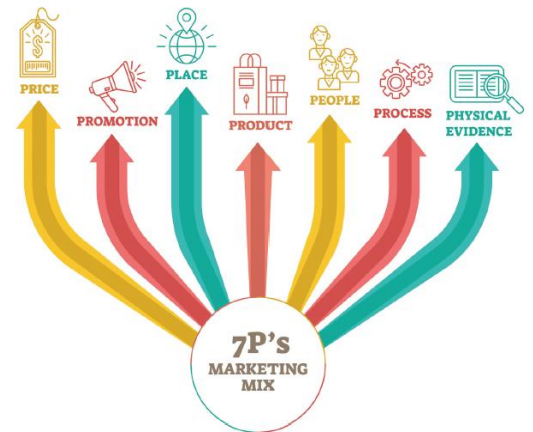 PRICE
PROMOTION
PLACE
PRODUCT
PEOPLE
PROCESS
PHYSICAL
EVIDENCE
7P's
MARKETING
MIX